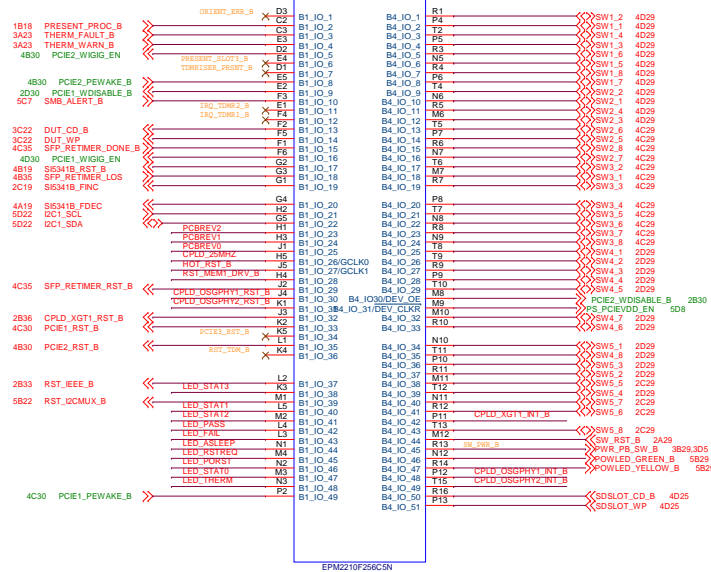 ORIENT_ERR_B D3 B1_IO_1
1B18 PRESENT_PROC_B C2 B1_IO_2
3A23 THERM_FAULT_B C3 B1_IO_3
3A23 THERM_WARN_B E3 B1_IO_4
4B30 PCIE2_WIGIG_EN D2 B1_IO_5
PRESENT_SLOT3_B E4 B1_IO_6
TDMRISER_PRSNT_B D1 B1_IO_7
4B30 PCIE2_PEWAKE_B E5 B1_IO_8
2D30 PCIE1_WDISABLE_B E2 B1_IO_9
5C7 SMB_ALERT_B F3 B1_IO_10
IRQ_TDMR2_B E1 B1_IO_11
IRQ_TDMR1_B F4 B1_IO_12
3C22 DUT_CD_B F2 B1_IO_13
3C22 DUT_WP F5 B1_IO_14
4C35 SFP_RETIMER_DONE_B F1 B1_IO_15
4D30 PCIE1_WIGIG_EN F6 B1_IO_16
4B19 SI5341B_RST_B G2 B1_IO_17
4B35 SFP_RETIMER_LOS G3 B1_IO_18
2C19 SI5341B_FINC G1 B1_IO_19
4A19 SI5341B_FDEC G4 B1_IO_20
5D22 I2C1_SCL H2 B1_IO_21
5D22 I2C1_SDA G5 B1_IO_22
PCBREV2 H1 B1_IO_23
PCBREV1 H3 B1_IO_24
PCBREV0 J1 B1_IO_25
CPLD_25MHZ H5 B1_IO_26/GCLK0
HOT_RST_B J5 B1_IO_27/GCLK1
RST_MEM1_DRV_B H4 B1_IO_28
4C35 SFP_RETIMER_RST_B J2 B1_IO_29
CPLD_OSGPHY1_RST_B J4 B1_IO_30
CPLD_OSGPHY2_RST_B K1 B1_IO_31
2B36 CPLD_XGT1_RST_B J3 B1_IO_32
4C30 PCIE1_RST_B K2 B1_IO_33
PCIE3_RST_B K5 B1_IO_34
4B30 PCIE2_RST_B L1 B1_IO_35
RST_TDM_B K4 B1_IO_36
2B33 RST_IEEE_B L2 B1_IO_37
LED_STAT3 K3 B1_IO_38
5B22 RST_I2CMUX_B M1 B1_IO_39
LED_STAT1 L5 B1_IO_40
LED_STAT2 M2 B1_IO_41
LED_PASS L4 B1_IO_42
LED_FAIL L3 B1_IO_43
LED_ASLEEP N1 B1_IO_44
LED_RSTREQ M4 B1_IO_45
LED_PORST N2 B1_IO_46
LED_STAT0 M3 B1_IO_47
LED_THERM N3 B1_IO_48
4C30 PCIE1_PEWAKE_B P2 B1_IO_49
B4_IO_1 R1 SW1_2 4D29
B4_IO_2 P4 SW1_1 4D29
B4_IO_3 T2 SW1_4 4D29
B4_IO_4 P5 SW1_3 4D29
B4_IO_5 R3 SW1_6 4D29
B4_IO_6 N5 SW1_5 4D29
B4_IO_7 R4 SW1_8 4D29
B4_IO_8 P6 SW1_7 4D29
B4_IO_9 T4 SW2_2 4D29
B4_IO_10 N6 SW2_1 4D29
B4_IO_11 R5 SW2_4 4D29
B4_IO_12 M6 SW2_3 4D29
B4_IO_13 T5 SW2_6 4C29
B4_IO_14 P7 SW2_5 4C29
B4_IO_15 R6 SW2_8 4C29
B4_IO_16 N7 SW2_7 4C29
B4_IO_17 T6 SW3_2 4C29
B4_IO_18 M7 SW3_1 4C29
B4_IO_19 R7 SW3_3 4C29
B4_IO_20 P8 SW3_4 4C29
B4_IO_21 T7 SW3_5 4C29
B4_IO_22 N8 SW3_6 4C29
B4_IO_23 R8 SW3_7 4C29
B4_IO_24 N9 SW3_8 4C29
B4_IO_25 T8 SW4_1 2D29
B4_IO_26 T9 SW4_2 2D29
B4_IO_27 R9 SW4_3 2D29
B4_IO_28 P9 SW4_4 2D29
B4_IO_29 T10 SW4_5 2D29
B4_IO30/DEV_OE M8 PCIE2_WDISABLE_B 2B30
B4_IO_31/DEV_CLKR M9 PS_PCIEVDD_EN 5D8
B4_IO_32 M10 SW4_7 2D29
B4_IO_33 R10 SW4_6 2D29
B4_IO_34 N10 SW5_1 2D29
B4_IO_35 T11 SW4_8 2D29
B4_IO_36 P10 SW5_3 2D29
B4_IO_37 R11 SW5_2 2D29
B4_IO_38 M11 SW5_5 2C29
B4_IO_39 T12 SW5_4 2D29
B4_IO_40 N11 SW5_7 2C29
B4_IO_41 R12 SW5_6 2C29
B4_IO_42 P11 CPLD_XGT1_INT_B
B4_IO_43 T13 SW5_8 2C29
B4_IO_44 M12 SW_RST_B 2A29
B4_IO_45 R13 SW_PWR_B PWR_PB_SW_B 3B29,3D5
B4_IO_46 N12 POWLED_GREEN_B 5B29
B4_IO_47 R14 POWLED_YELLOW_B 5B29
B4_IO_48 P12 CPLD_OSGPHY1_INT_B
B4_IO_49 T15 CPLD_OSGPHY2_INT_B
B4_IO_50 R16 SDSLOT_CD_B 4D25
B4_IO_51 P13 SDSLOT_WP 4D25
EPM2210F256C5N